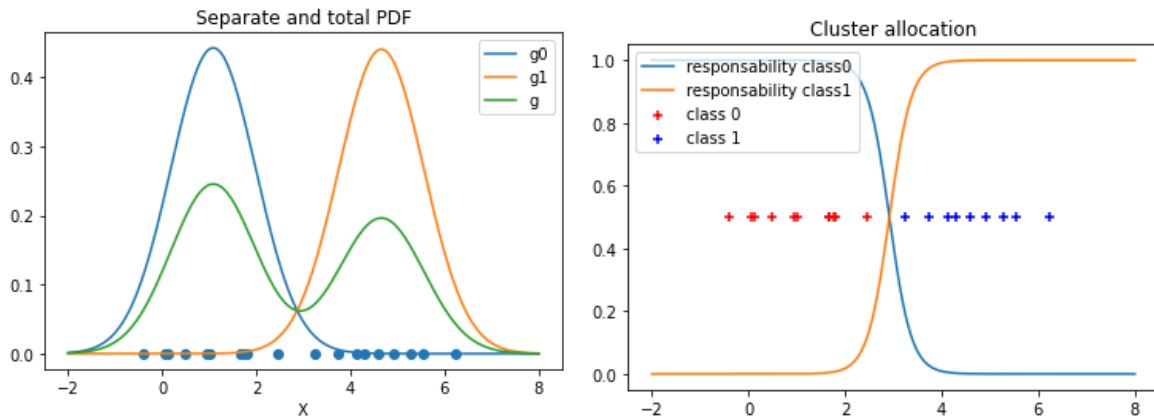 Separate and total PDF
g0
g1
g
0.4
0.3
0.2
0.1
0.0
−2 0 2 4 6 8
X
Cluster allocation
responsability class0
responsability class1
class 0
class 1
1.0
0.8
0.6
0.4
0.2
0.0
−2 0 2 4 6 8